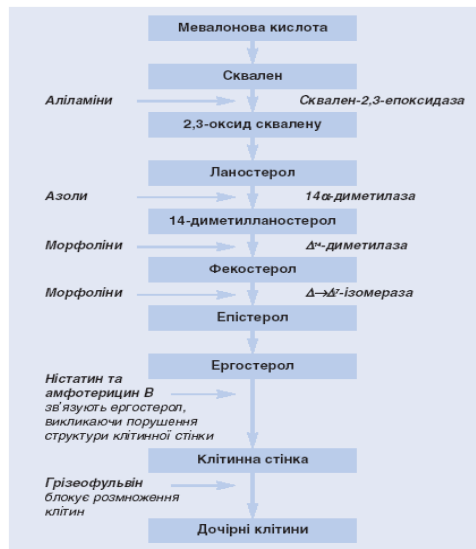 Мевалонова кислота
Сквален
Аліламіни
Сквален-2,3-епоксидаза
2,3-оксид сквалену
Ланостерол
Азоли
14α-диметилаза
14-диметилланостерол
Морфоліни
Δ¹⁴-диметилаза
Фекостерол
Морфоліни
Δ→Δ⁷-ізомераза
Епістерол
Ергостерол
Ністатин та
амфотерицин В
зв'язують ергостерол,
викликаючи порушення
структури клітинної стінки
Клітинна стінка
Грізеофульвін
блокує розмноження
клітин
Дочірні клітини